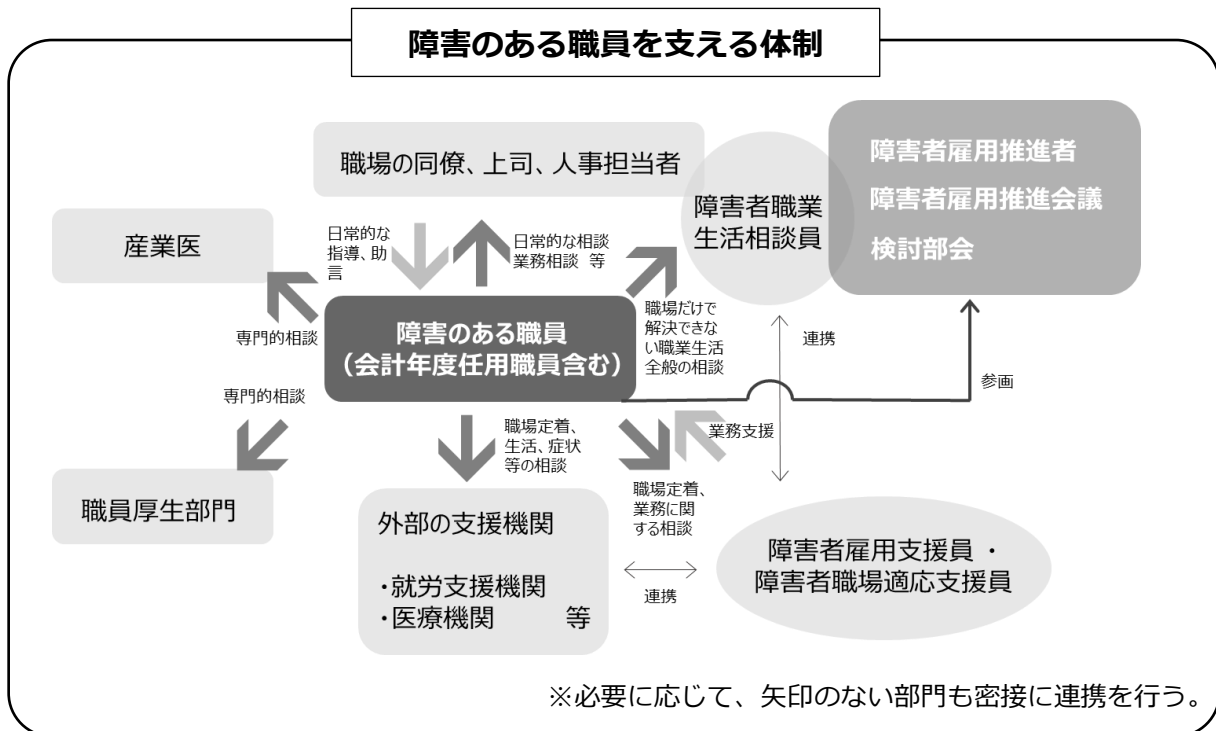 障害のある職員を支える体制
職場の同僚、上司、人事担当者
障害者雇用推進者
障害者雇用推進会議
検討部会
障害者職業
生活相談員
産業医
日常的な
指導、助
言
日常的な相談
業務相談 等
職場だけで
解決できな
い職業生活
全般の相談
専門的相談
障害のある職員
（会計年度任用職員含む）
連携
参画
専門的相談
職場定着、
生活、症状
等の相談
業務支援
職員厚生部門
職場定着、
業務に関
する相談
外部の支援機関
・就労支援機関
・医療機関 等
連携
障害者雇用支援員 ・
障害者職場適応支援員
※必要に応じて、矢印のない部門も密接に連携を行う。